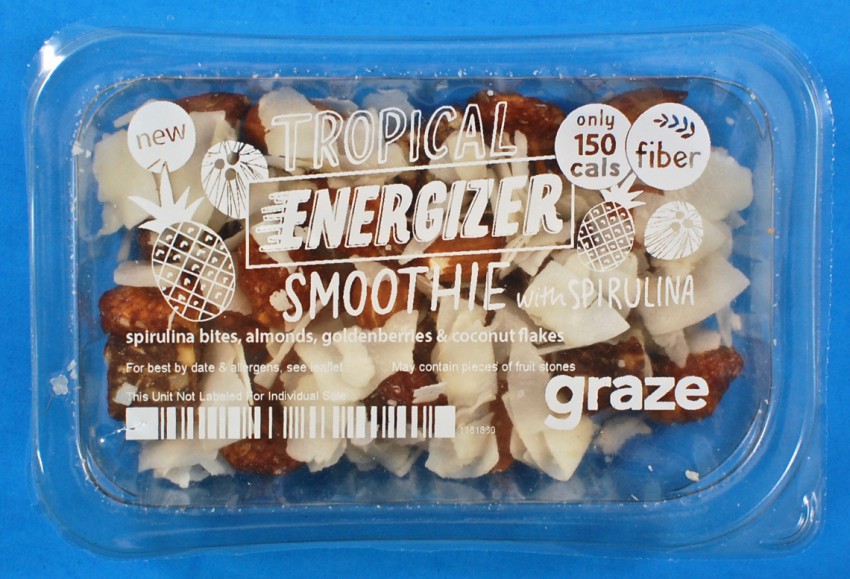 new
TROPICAL
only
150
cals
fiber
ENERGIZER
SMOOTHIE with SPIRULINA
spirulina bites, almonds, goldenberries & coconut flakes
For best by date & allergens, see leaflet
May contain pieces of fruit stones
This Unit Not Labeled For Individual Sale
graze